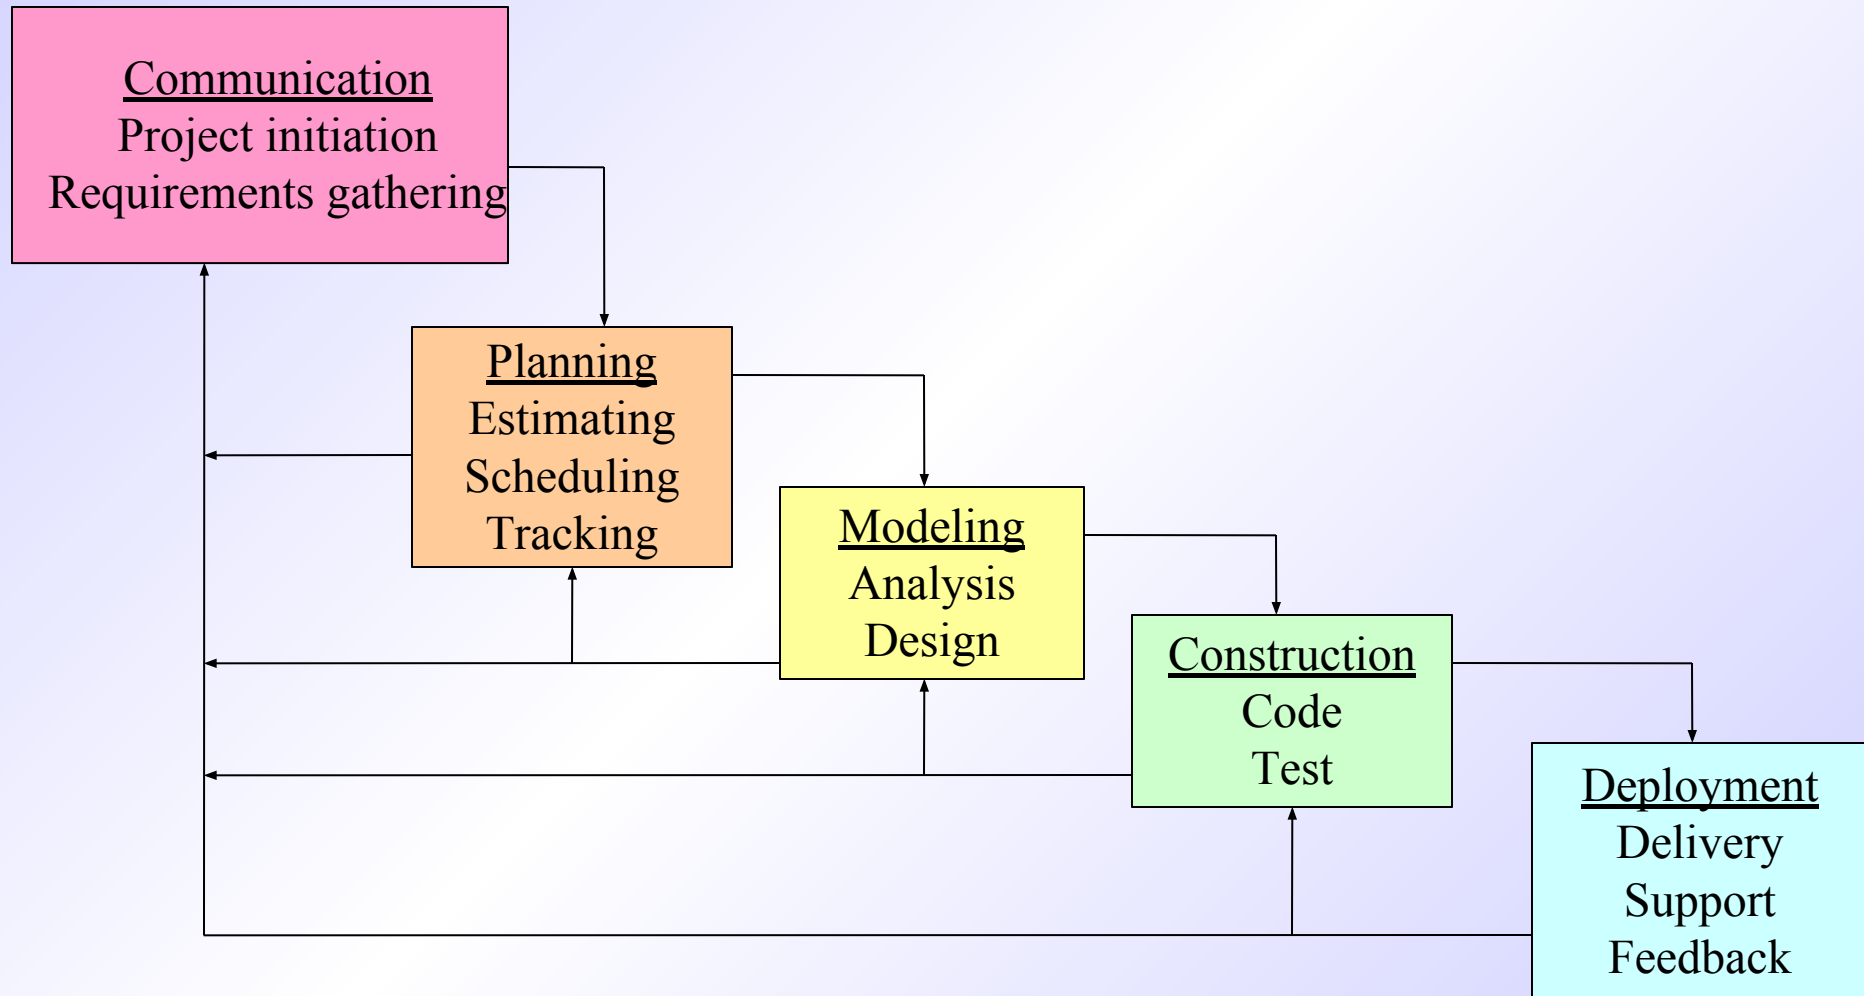 Communication
Project initiation
Requirements gathering
Planning
Estimating
Scheduling
Tracking
Modeling
Analysis
Design
Construction
Code
Test
Deployment
Delivery
Support
Feedback